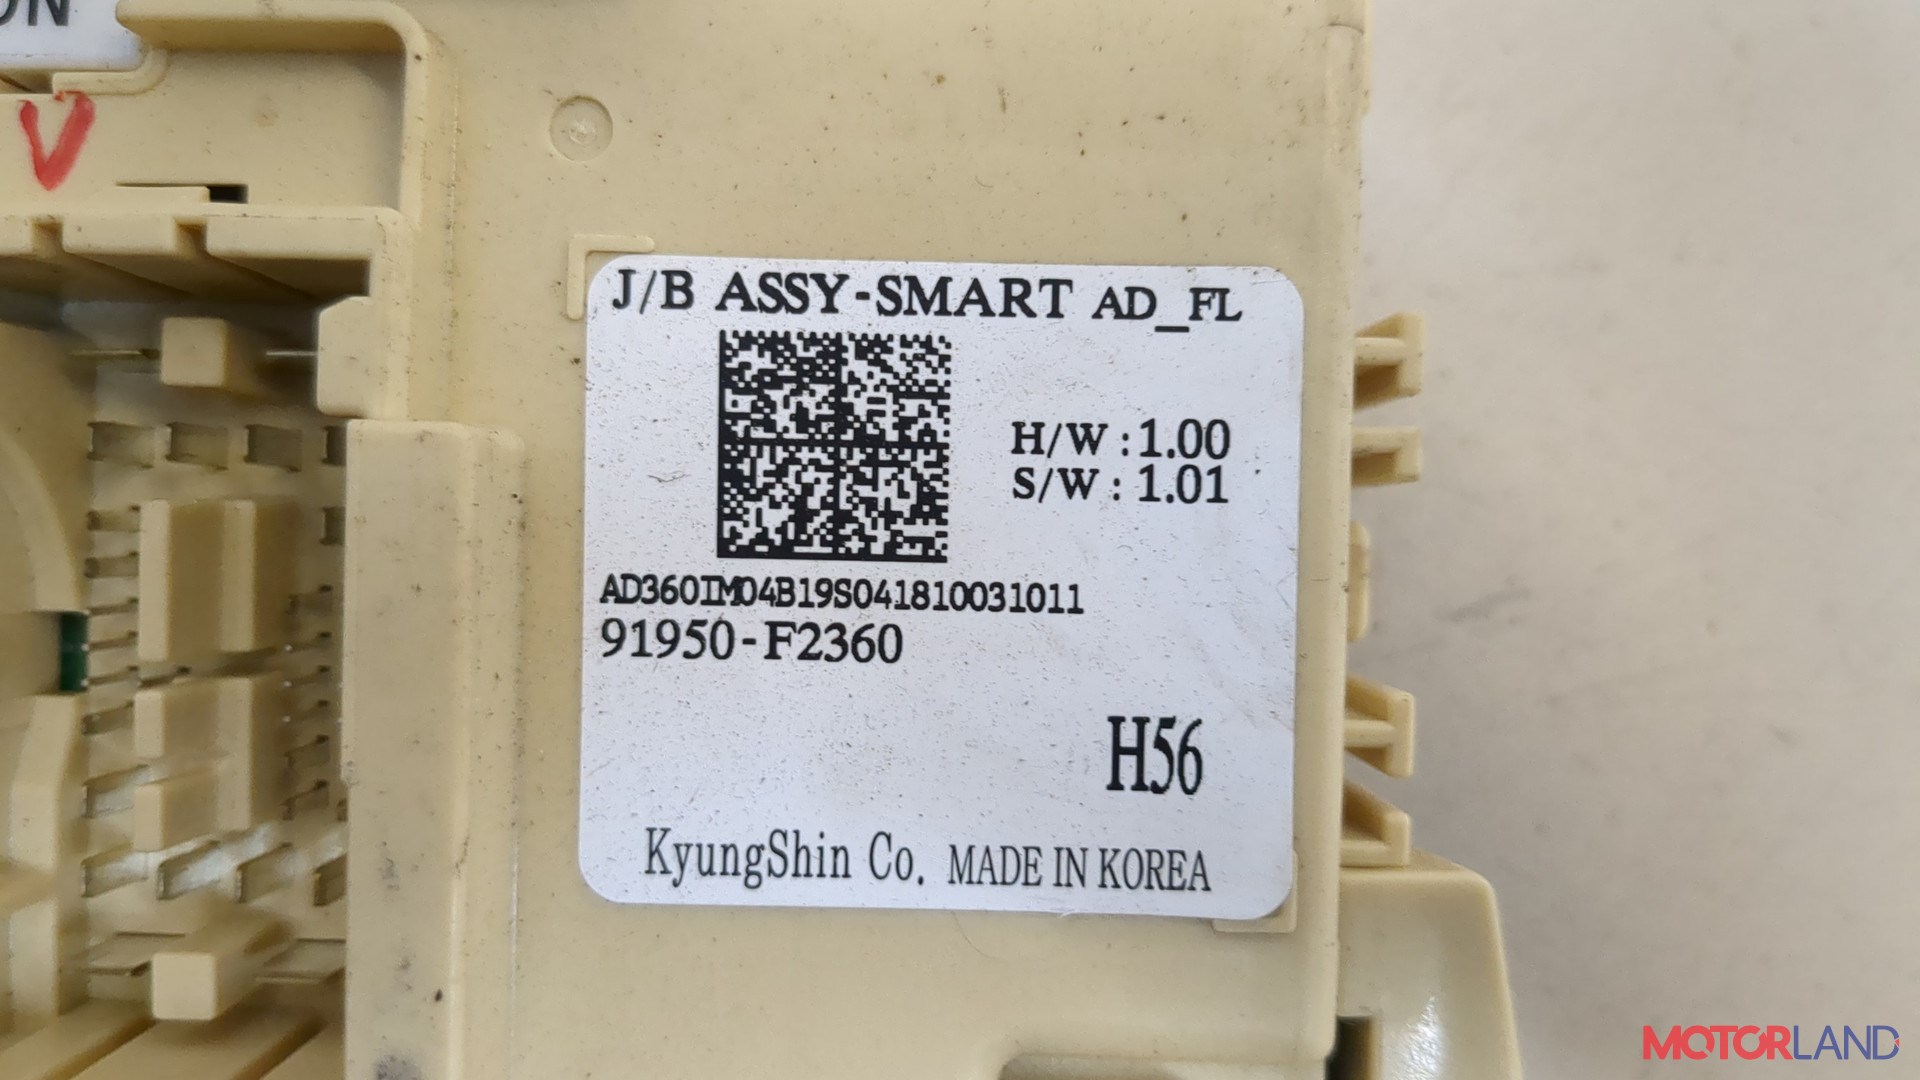 V
J/B ASSY-SMART AD_FL
H/W : 1.00
S/W : 1.01
AD360IM04B19S041810031011
91950-F2360
H56
KyungShin Co. MADE IN KOREA
MOTORLAND